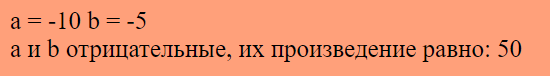 a = -10 b = -5
a и b отрицательные, их произведение равно: 50